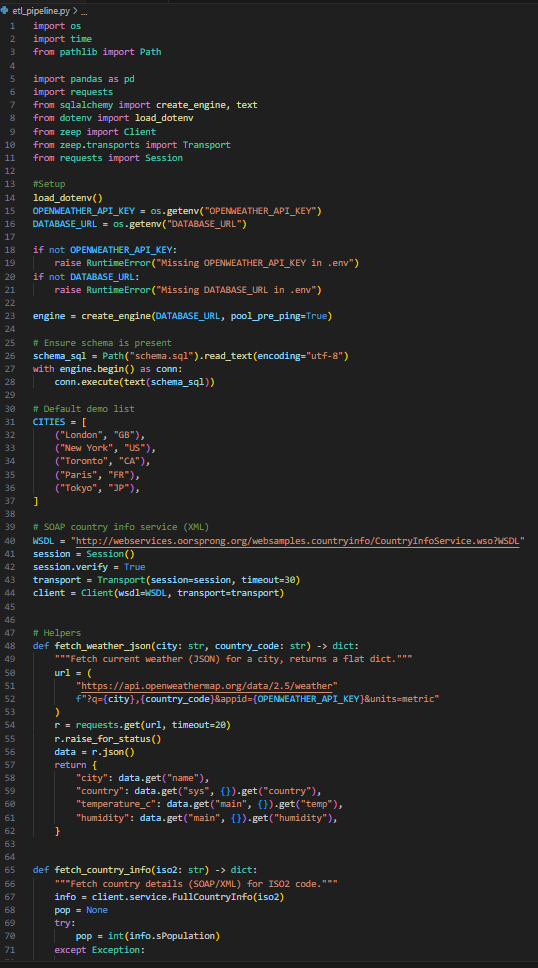 etl_pipeline.py > ...
1 import os
2 import time
3 from pathlib import Path
4
5 import pandas as pd
6 import requests
7 from sqlalchemy import create_engine, text
8 from dotenv import load_dotenv
9 from zeep import Client
10 from zeep.transports import Transport
11 from requests import Session
12
13 #Setup
14 load_dotenv()
15 OPENWEATHER_API_KEY = os.getenv("OPENWEATHER_API_KEY")
16 DATABASE_URL = os.getenv("DATABASE_URL")
17
18 if not OPENWEATHER_API_KEY:
19     raise RuntimeError("Missing OPENWEATHER_API_KEY in .env")
20 if not DATABASE_URL:
21     raise RuntimeError("Missing DATABASE_URL in .env")
22
23 engine = create_engine(DATABASE_URL, pool_pre_ping=True)
24
25 # Ensure schema is present
26 schema_sql = Path("schema.sql").read_text(encoding="utf-8")
27 with engine.begin() as conn:
28     conn.execute(text(schema_sql))
29
30 # Default demo list
31 CITIES = [
32     ("London", "GB"),
33     ("New York", "US"),
34     ("Toronto", "CA"),
35     ("Paris", "FR"),
36     ("Tokyo", "JP"),
37 ]
38
39 # SOAP country info service (XML)
40 WSDL = "http://webservices.oorsprong.org/websamples.countryinfo/CountryInfoService.wso?WSDL"
41 session = Session()
42 session.verify = True
43 transport = Transport(session=session, timeout=30)
44 client = Client(wsdl=WSDL, transport=transport)
45
46
47 # Helpers
48 def fetch_weather_json(city: str, country_code: str) -> dict:
49     """Fetch current weather (JSON) for a city, returns a flat dict."""
50     url = (
51         "https://api.openweathermap.org/data/2.5/weather"
52         f"?q={city},{country_code}&appid={OPENWEATHER_API_KEY}&units=metric"
53     )
54     r = requests.get(url, timeout=20)
55     r.raise_for_status()
56     data = r.json()
57     return {
58         "city": data.get("name"),
59         "country": data.get("sys", {}).get("country"),
60         "temperature_c": data.get("main", {}).get("temp"),
61         "humidity": data.get("main", {}).get("humidity"),
62     }
63
64
65 def fetch_country_info(iso2: str) -> dict:
66     """Fetch country details (SOAP/XML) for ISO2 code."""
67     info = client.service.FullCountryInfo(iso2)
68     pop = None
69     try:
70         pop = int(info.sPopulation)
71     except Exception: